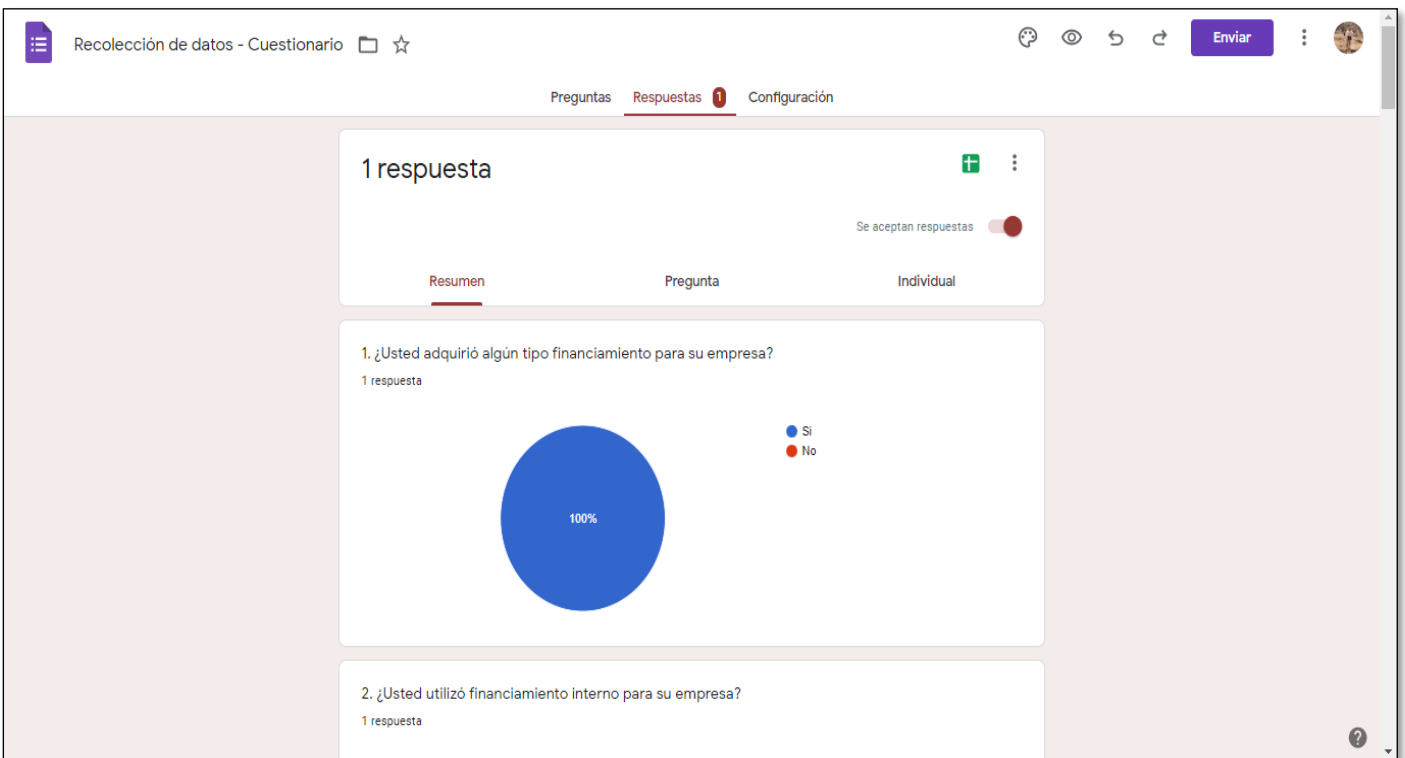 Recolección de datos - Cuestionario
Enviar
Preguntas Respuestas 1 Configuración
1 respuesta
Se aceptan respuestas
Resumen Pregunta Individual
1. ¿Usted adquirió algún tipo financiamiento para su empresa?
1 respuesta
Si
No
100%
2. ¿Usted utilizó financiamiento interno para su empresa?
1 respuesta